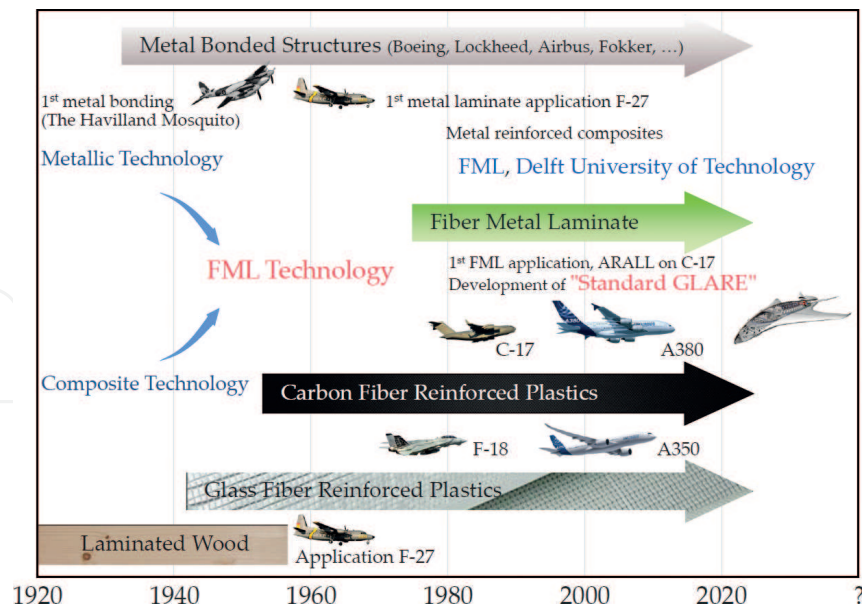 Metal Bonded Structures (Boeing, Lockheed, Airbus, Fokker, …)
1st metal bonding
(The Havilland Mosquito)
1st metal laminate application F-27
Metal reinforced composites
Metallic Technology
FML, Delft University of Technology
Fiber Metal Laminate
FML Technology
1st FML application, ARALL on C-17
Development of "Standard GLARE"
C-17
A380
Composite Technology
Carbon Fiber Reinforced Plastics
F-18
A350
Glass Fiber Reinforced Plastics
Laminated Wood
Application F-27
1920 1940 1960 1980 2000 2020 ?